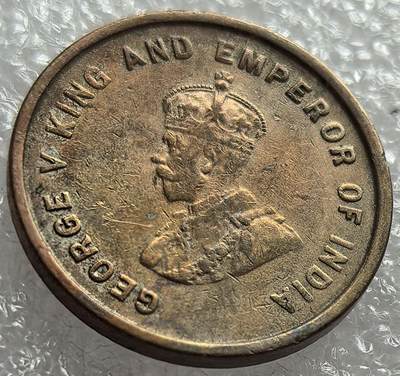 GEORGE V KING AND EMPEROR OF INDIA